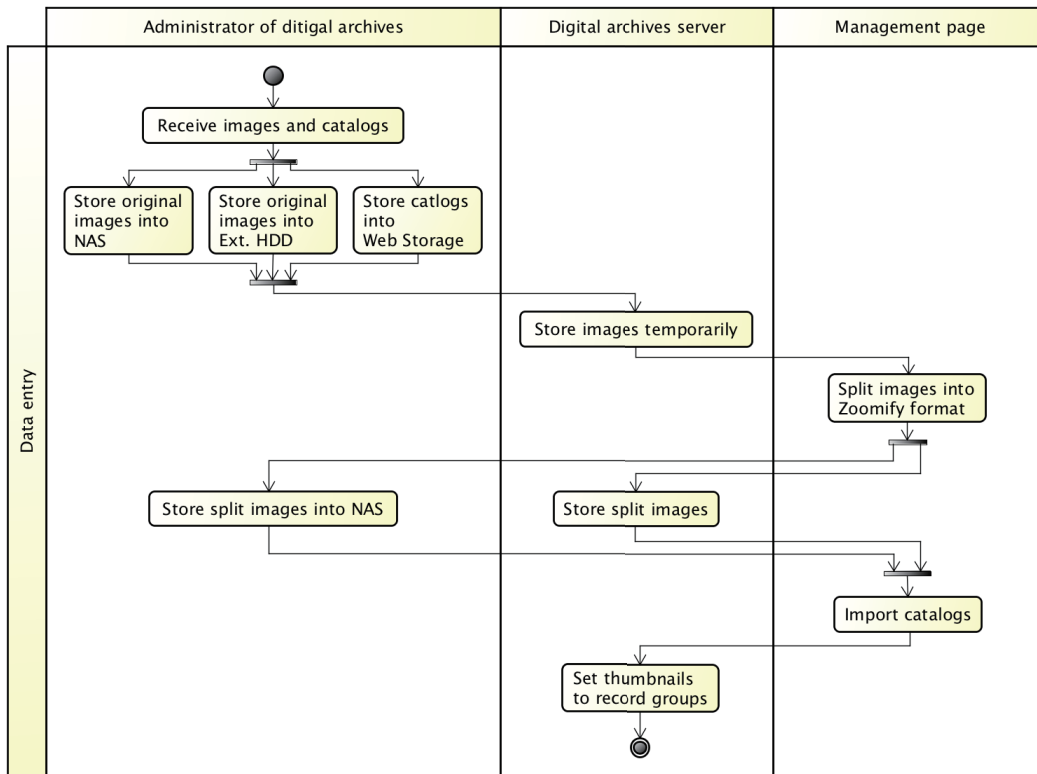 Administrator of ditigal archives
Digital archives server
Management page
Data entry
Receive images and catalogs
Store original
images into
NAS
Store original
images into
Ext. HDD
Store catlogs
into
Web Storage
Store images temporarily
Split images into
Zoomify format
Store split images into NAS
Store split images
Import catalogs
Set thumbnails
to record groups